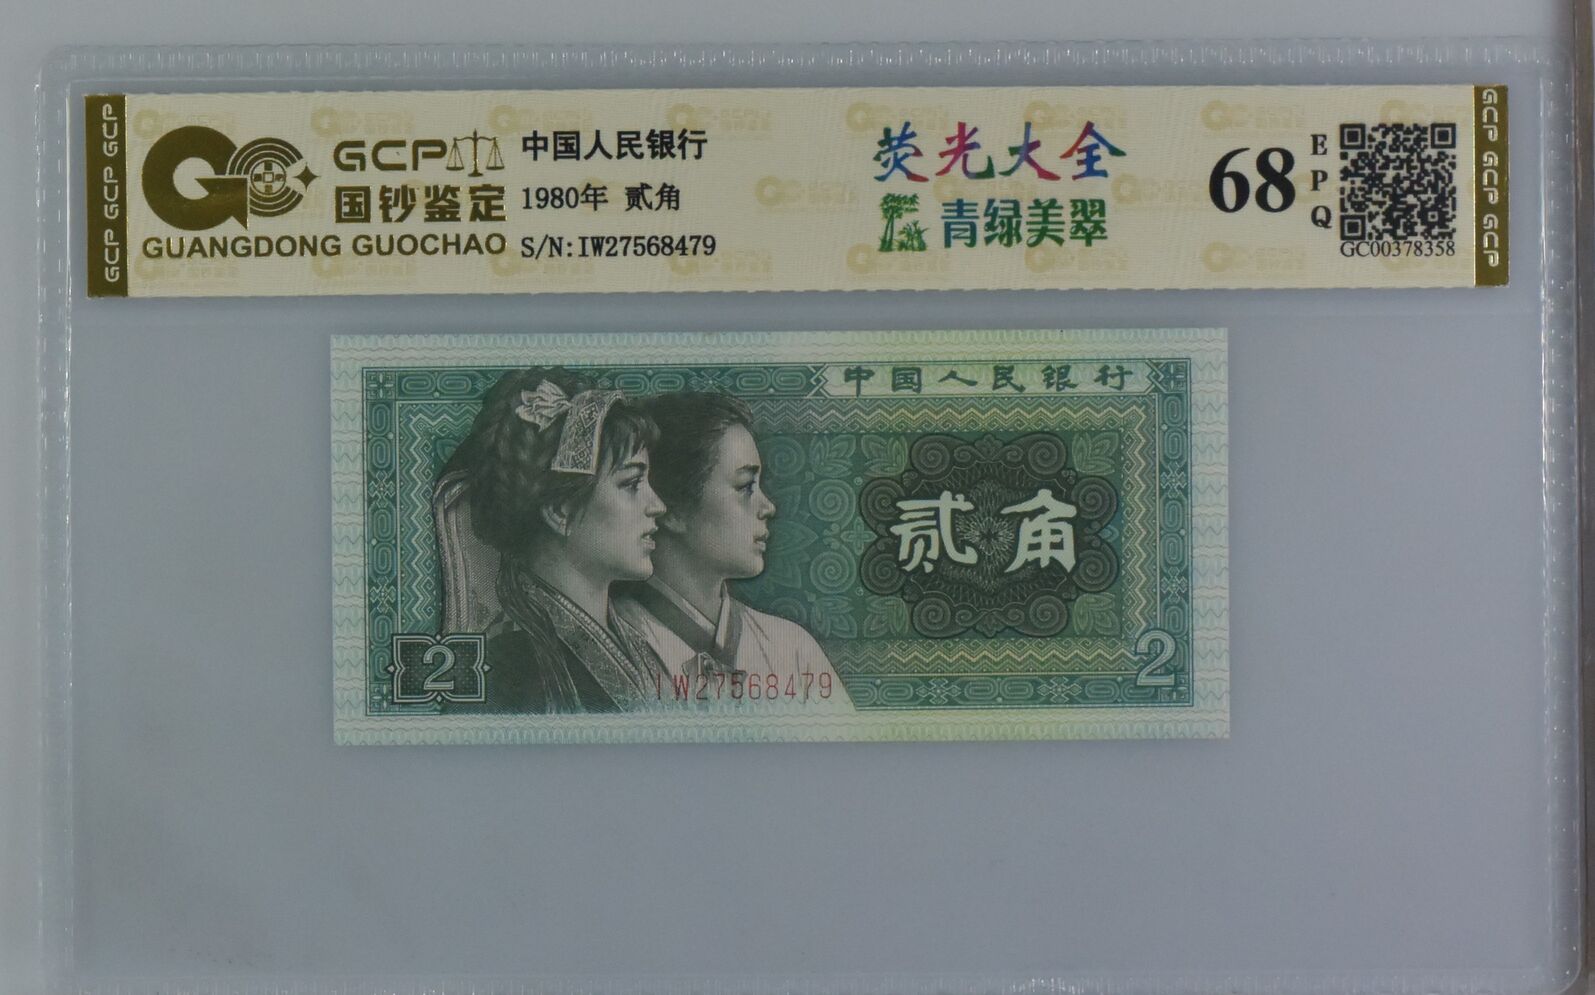 GCP GCP GCP
GCP
国钞鉴定
GUANGDONG GUOCHAO
中国人民银行
1980年 贰角
S/N:IW27568479
荧光大全
青绿美翠
68
EPQ
GC00378358
GCP GCP GCP
中国人民银行
贰角
2
IW27568479
2